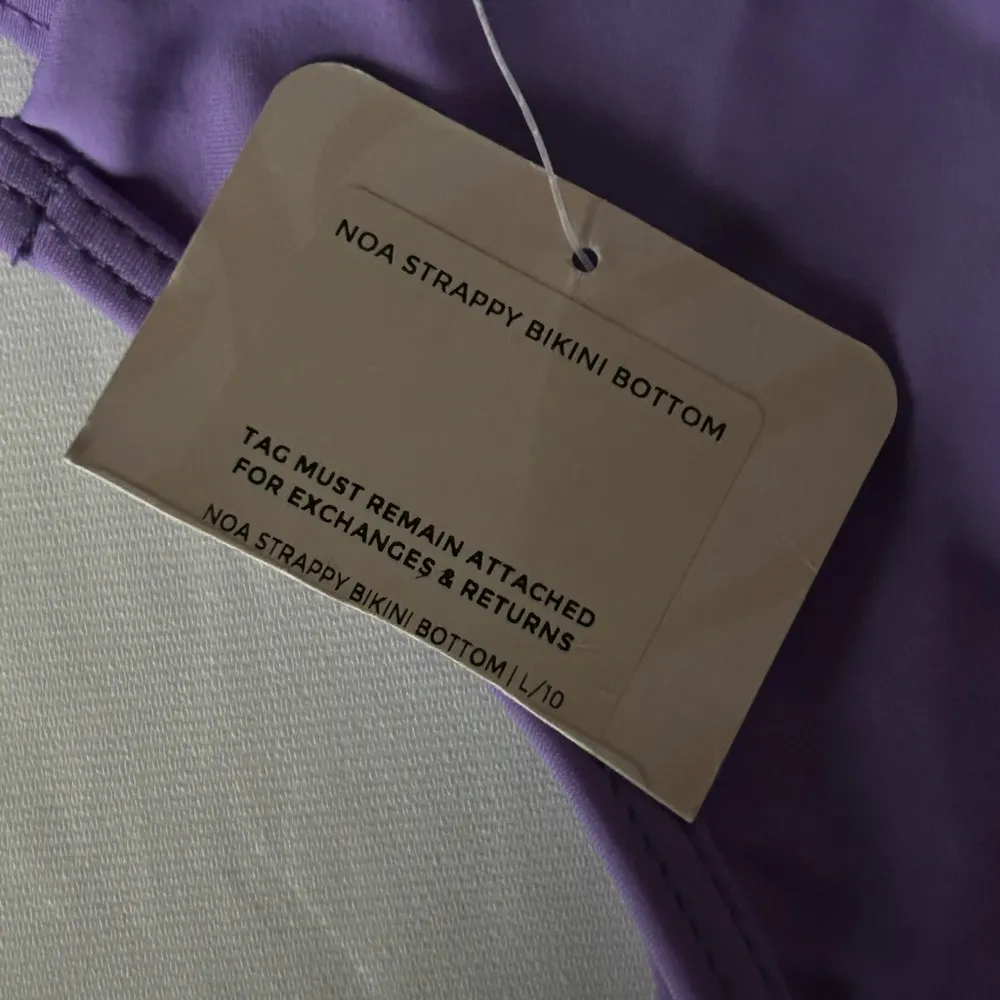 NOA STRAPPY BIKINI BOTTOM
TAG MUST REMAIN ATTACHED
FOR EXCHANGES & RETURNS
NOA STRAPPY BIKINI BOTTOM | L/10